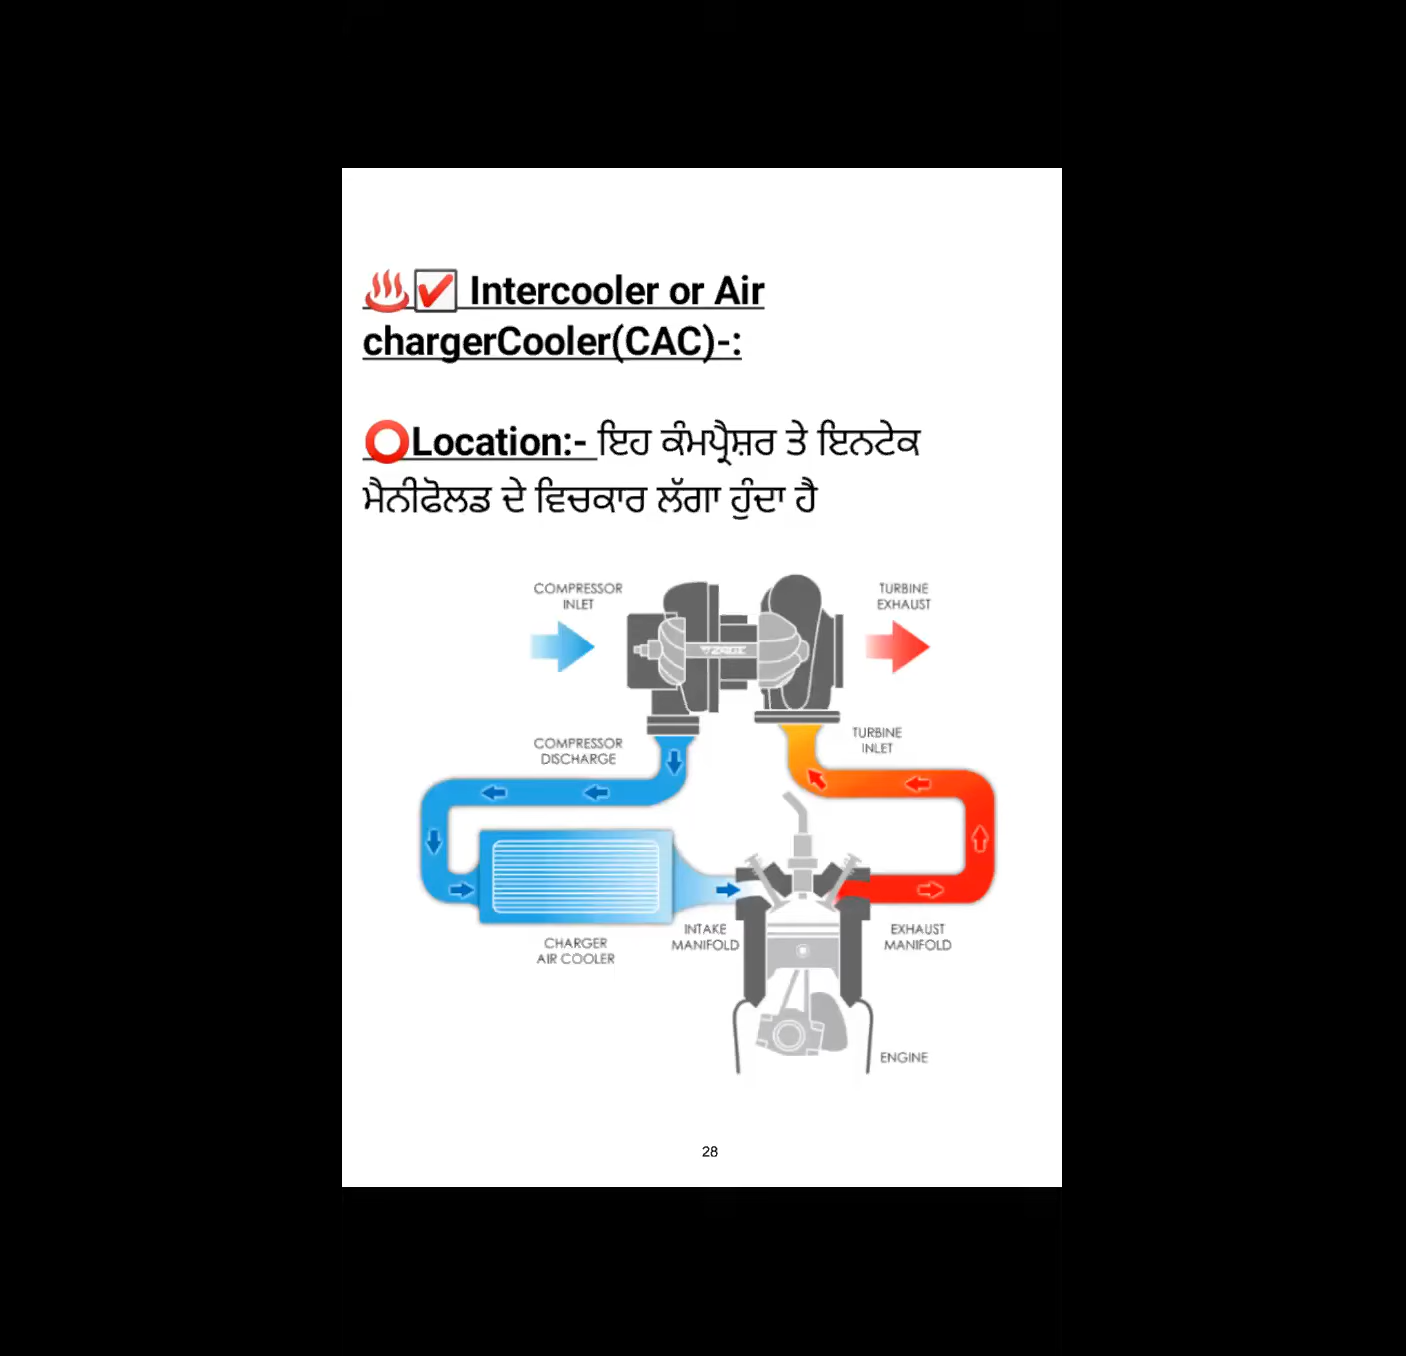 ♨️☑️ Intercooler or Air
chargerCooler(CAC)-:
⭕Location:- ਇਹ ਕੰਮਪ੍ਰੈਸ਼ਰ ਤੇ ਇਨਟੇਕ
ਮੈਨੀਫੋਲਡ ਦੇ ਵਿਚਕਾਰ ਲੱਗਾ ਹੁੰਦਾ ਹੈ
COMPRESSOR
INLET
TURBINE
EXHAUST
COMPRESSOR
DISCHARGE
TURBINE
INLET
CHARGER
AIR COOLER
INTAKE
MANIFOLD
EXHAUST
MANIFOLD
ENGINE
28